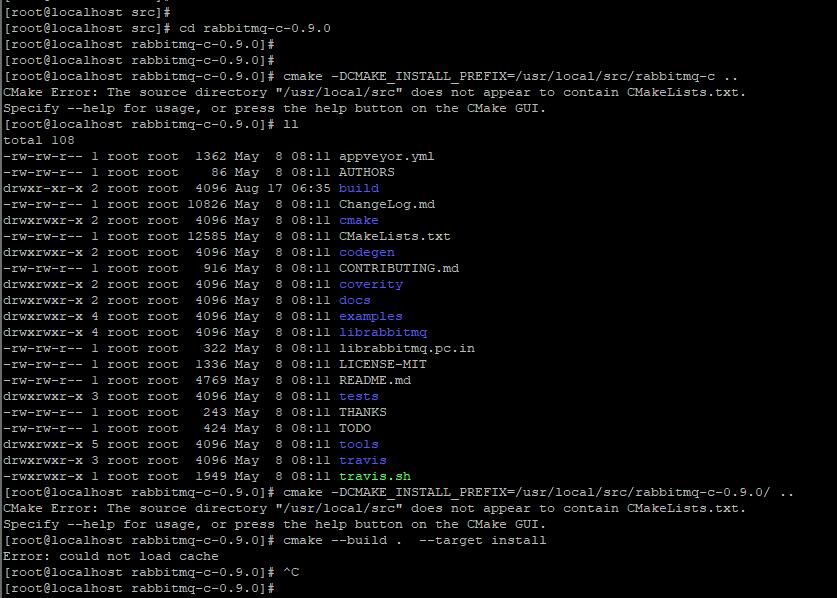 [root@localhost src]#
[root@localhost src]# cd rabbitmq-c-0.9.0
[root@localhost rabbitmq-c-0.9.0]#
[root@localhost rabbitmq-c-0.9.0]#
[root@localhost rabbitmq-c-0.9.0]# cmake -DCMAKE_INSTALL_PREFIX=/usr/local/src/rabbitmq-c ..
CMake Error: The source directory "/usr/local/src" does not appear to contain CMakeLists.txt.
Specify --help for usage, or press the help button on the CMake GUI.
[root@localhost rabbitmq-c-0.9.0]# ll
total 108
-rw-rw-r-- 1 root root  1362 May  8 08:11 appveyor.yml
-rw-rw-r-- 1 root root    86 May  8 08:11 AUTHORS
drwxr-xr-x 2 root root  4096 Aug 17 06:35 build
-rw-rw-r-- 1 root root 10826 May  8 08:11 ChangeLog.md
drwxrwxr-x 2 root root  4096 May  8 08:11 cmake
-rw-rw-r-- 1 root root 12585 May  8 08:11 CMakeLists.txt
drwxrwxr-x 2 root root  4096 May  8 08:11 codegen
-rw-rw-r-- 1 root root   916 May  8 08:11 CONTRIBUTING.md
drwxrwxr-x 2 root root  4096 May  8 08:11 coverity
drwxrwxr-x 2 root root  4096 May  8 08:11 docs
drwxrwxr-x 4 root root  4096 May  8 08:11 examples
drwxrwxr-x 4 root root  4096 May  8 08:11 librabbitmq
-rw-rw-r-- 1 root root   322 May  8 08:11 librabbitmq.pc.in
-rw-rw-r-- 1 root root  1336 May  8 08:11 LICENSE-MIT
-rw-rw-r-- 1 root root  4769 May  8 08:11 README.md
drwxrwxr-x 3 root root  4096 May  8 08:11 tests
-rw-rw-r-- 1 root root   243 May  8 08:11 THANKS
-rw-rw-r-- 1 root root   424 May  8 08:11 TODO
drwxrwxr-x 5 root root  4096 May  8 08:11 tools
drwxrwxr-x 3 root root  4096 May  8 08:11 travis
-rwxrwxr-x 1 root root  1949 May  8 08:11 travis.sh
[root@localhost rabbitmq-c-0.9.0]# cmake -DCMAKE_INSTALL_PREFIX=/usr/local/src/rabbitmq-c-0.9.0/ ..
CMake Error: The source directory "/usr/local/src" does not appear to contain CMakeLists.txt.
Specify --help for usage, or press the help button on the CMake GUI.
[root@localhost rabbitmq-c-0.9.0]# cmake --build .  --target install
Error: could not load cache
[root@localhost rabbitmq-c-0.9.0]# ^C
[root@localhost rabbitmq-c-0.9.0]#